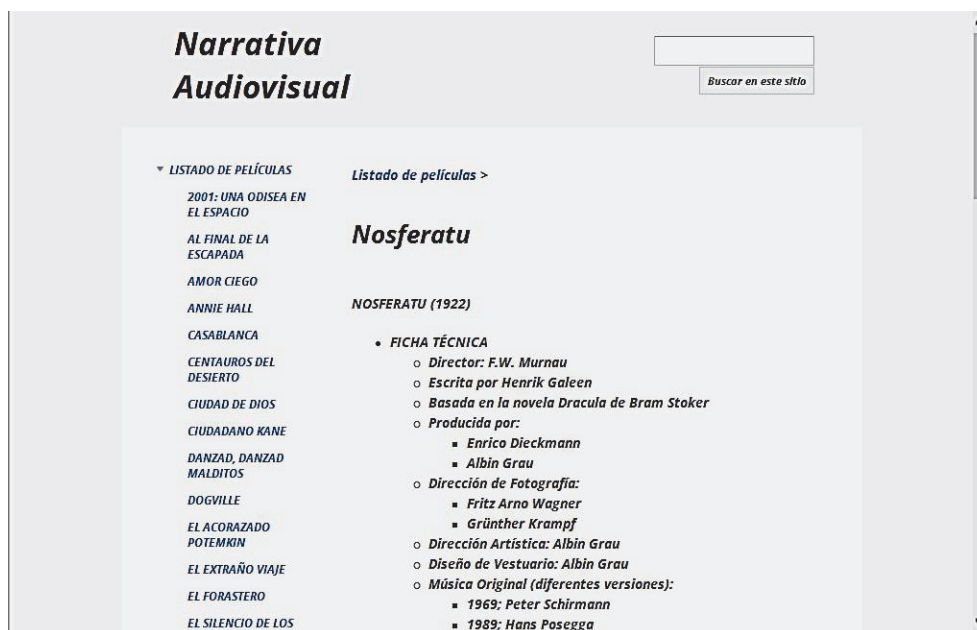 Narrativa
Audiovisual
Buscar en este sitio
LISTADO DE PELÍCULAS
2001: UNA ODISEA EN
EL ESPACIO
AL FINAL DE LA
ESCAPADA
AMOR CIEGO
ANNIE HALL
CASABLANCA
CENTAUROS DEL
DESIERTO
CIUDAD DE DIOS
CIUDADANO KANE
DANZAD, DANZAD
MALDITOS
DOGVILLE
EL ACORAZADO
POTEMKIN
EL EXTRAÑO VIAJE
EL FORASTERO
EL SILENCIO DE LOS
Listado de películas >
Nosferatu
NOSFERATU (1922)
FICHA TÉCNICA
Director: F.W. Murnau
Escrita por Henrik Galeen
Basada en la novela Dracula de Bram Stoker
Producida por:
Enrico Dieckmann
Albin Grau
Dirección de Fotografía:
Fritz Arno Wagner
Grünther Krampf
Dirección Artística: Albin Grau
Diseño de Vestuario: Albin Grau
Música Original (diferentes versiones):
1969; Peter Schirmann
1989; Hans Posegga